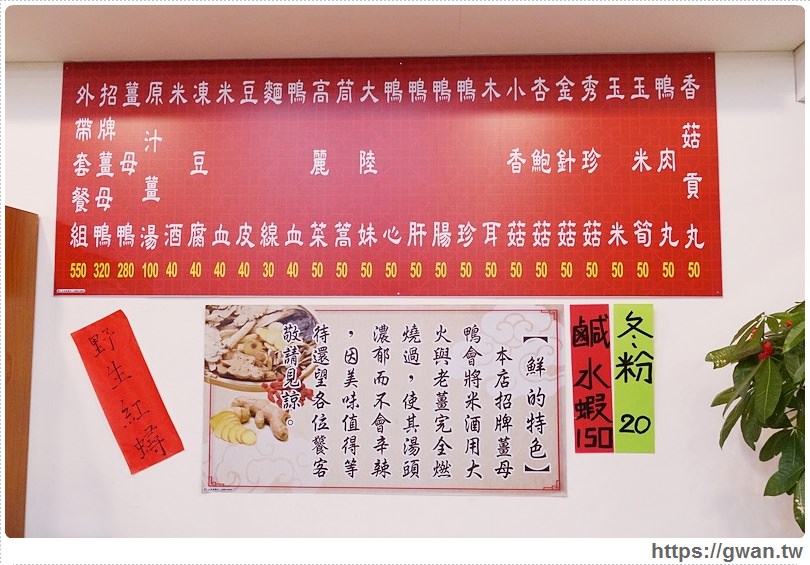 香菇貢丸 50
鴨肉丸 50
玉米筍 50
玉米 50
秀珍菇 50
金針菇 50
杏鮑菇 50
小香菇 50
木耳 50
鴨珍 50
鴨腸 50
鴨肝 50
鴨心 50
大陸妹 50
茼蒿 50
高麗菜 50
鴨血 40
麵線 30
豆皮 40
米血 40
凍豆腐 40
米酒 40
原汁薑湯 100
薑母鴨 280
招牌薑母鴨 320
外帶套餐組 550
冬粉 20
鹹水蝦 150
【鮮的特色】
本店招牌薑母
鴨會將米酒用大
火與老薑完全燃
燒過，使其湯頭
濃郁而不會辛辣
，因美味值得等
待還望各位饕客
敬請見諒。
野生紅蟳
https://gwan.tw